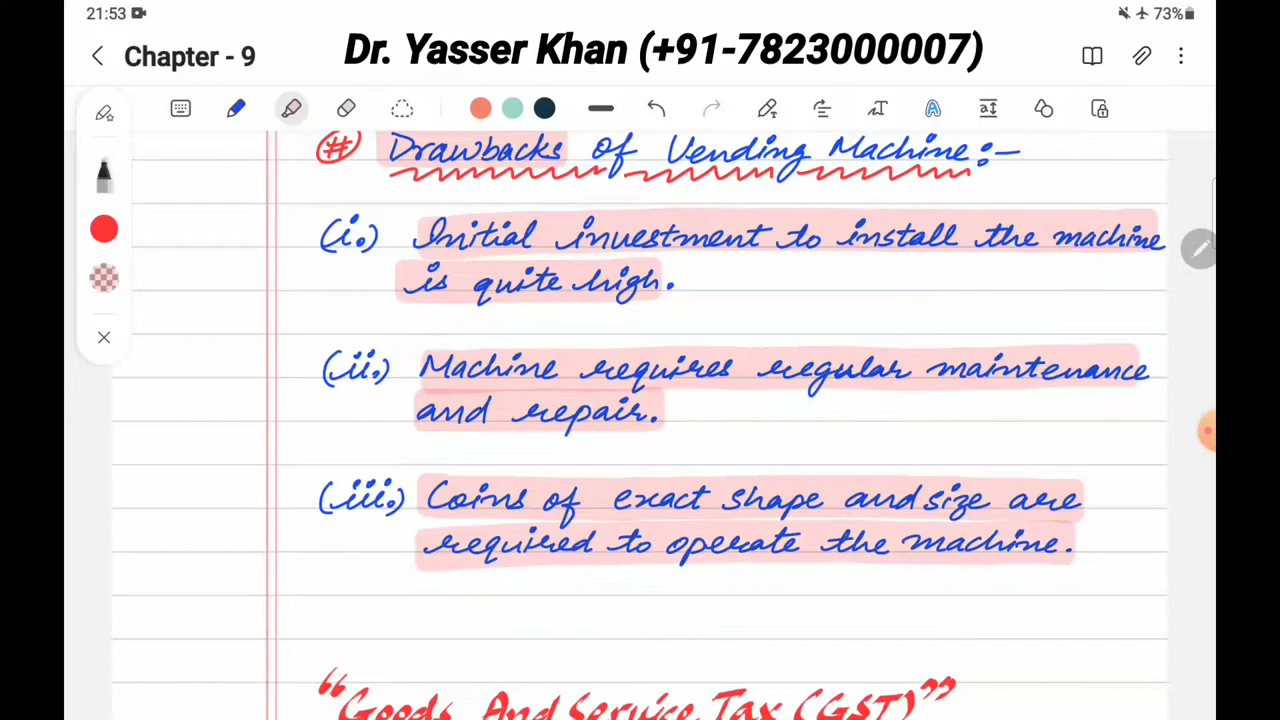 21:53
73%
Chapter - 9
Dr. Yasser Khan (+91-7823000007)
# Drawbacks of Vending Machine:-
(i.) Initial investment to install the machine
is quite high.
(ii.) Machine requires regular maintenance
and repair.
(iii.) Coins of exact shape and size are
required to operate the machine.
"Goods And Service Tax (GST)"